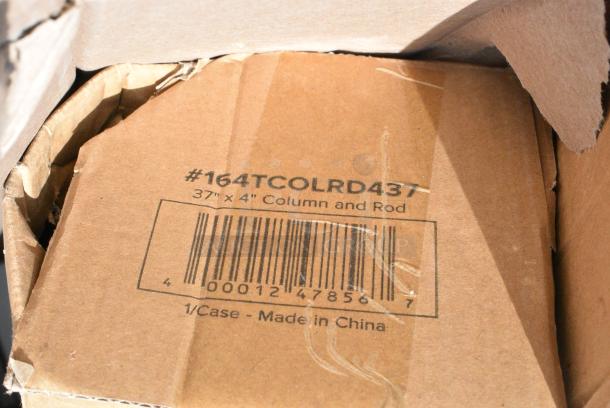 #164TCOLRD437
37" x 4" Column and Rod
4 00012 47856 7
1/Case - Made in China